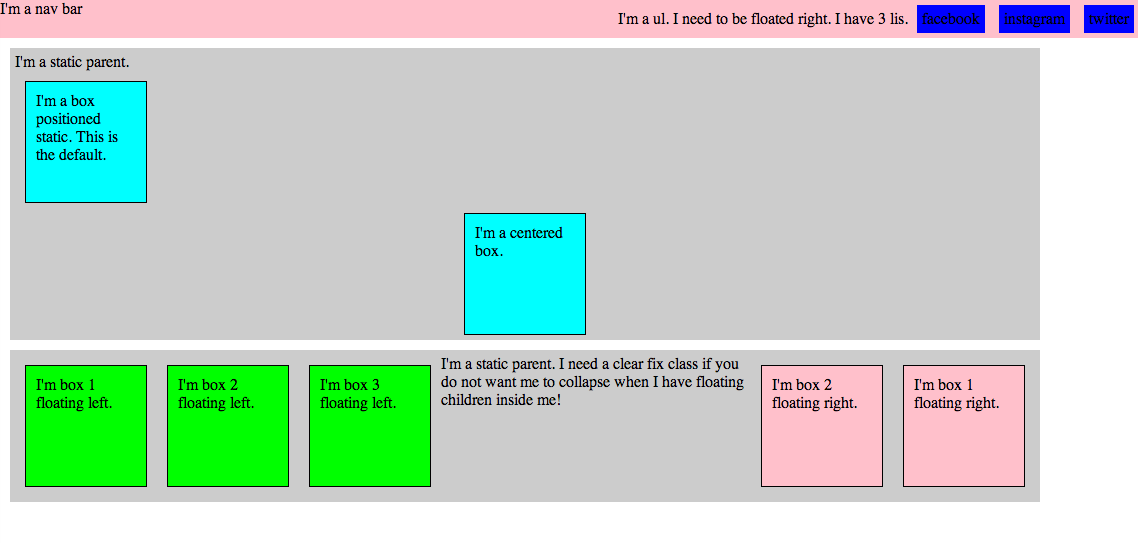 I'm a nav bar
I'm a ul. I need to be floated right. I have 3 lis. facebook instagram twitter
I'm a static parent.
I'm a box
positioned
static. This is
the default.
I'm a centered
box.
I'm box 1
floating left.
I'm box 2
floating left.
I'm box 3
floating left.
I'm a static parent. I need a clear fix class if you
do not want me to collapse when I have floating
children inside me!
I'm box 2
floating right.
I'm box 1
floating right.